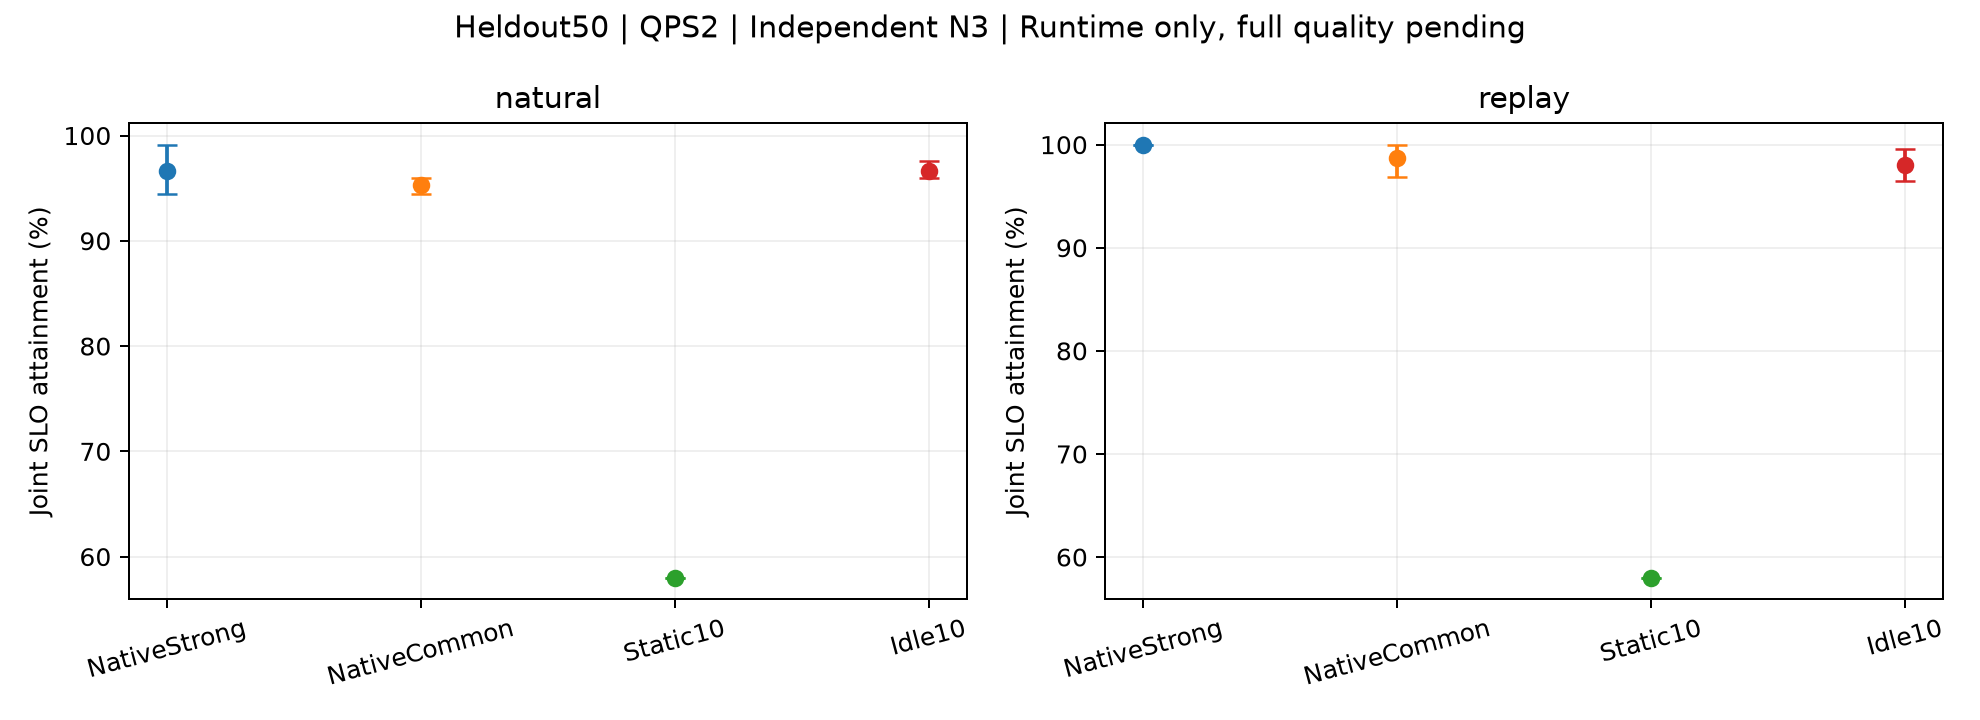 Heldout50 | QPS2 | Independent N3 | Runtime only, full quality pending
natural
Joint SLO attainment (%)
100
90
80
70
60
NativeStrong
NativeCommon
Static10
Idle10
replay
Joint SLO attainment (%)
100
90
80
70
60
NativeStrong
NativeCommon
Static10
Idle10